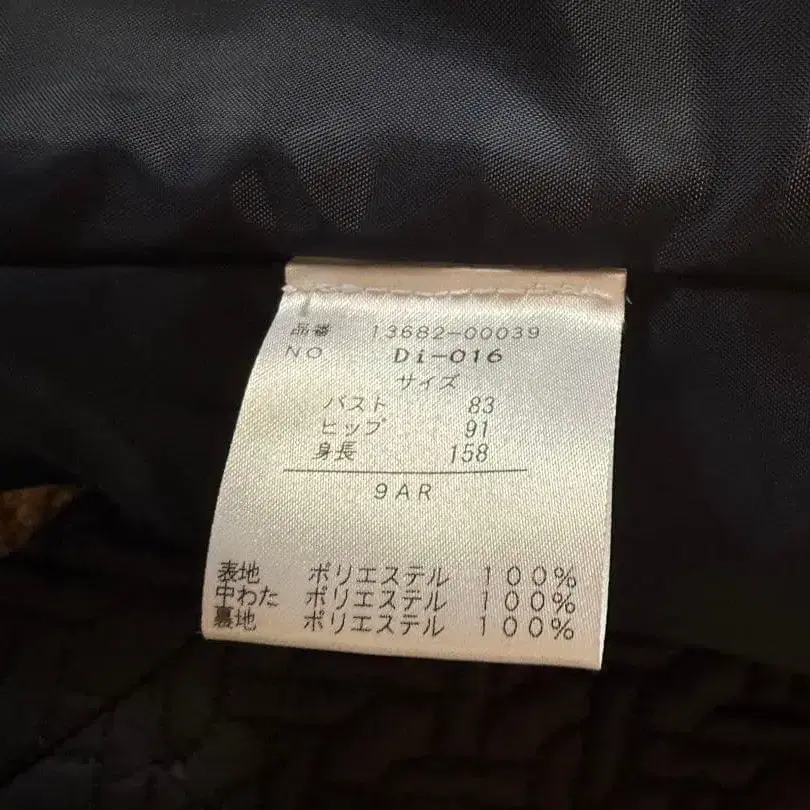 品番 13682-00039
NO Di-016
サイズ
バスト 83
ヒップ 91
身長 158
9AR
表地 ポリエステル 100%
中わた ポリエステル 100%
裏地 ポリエステル 100%